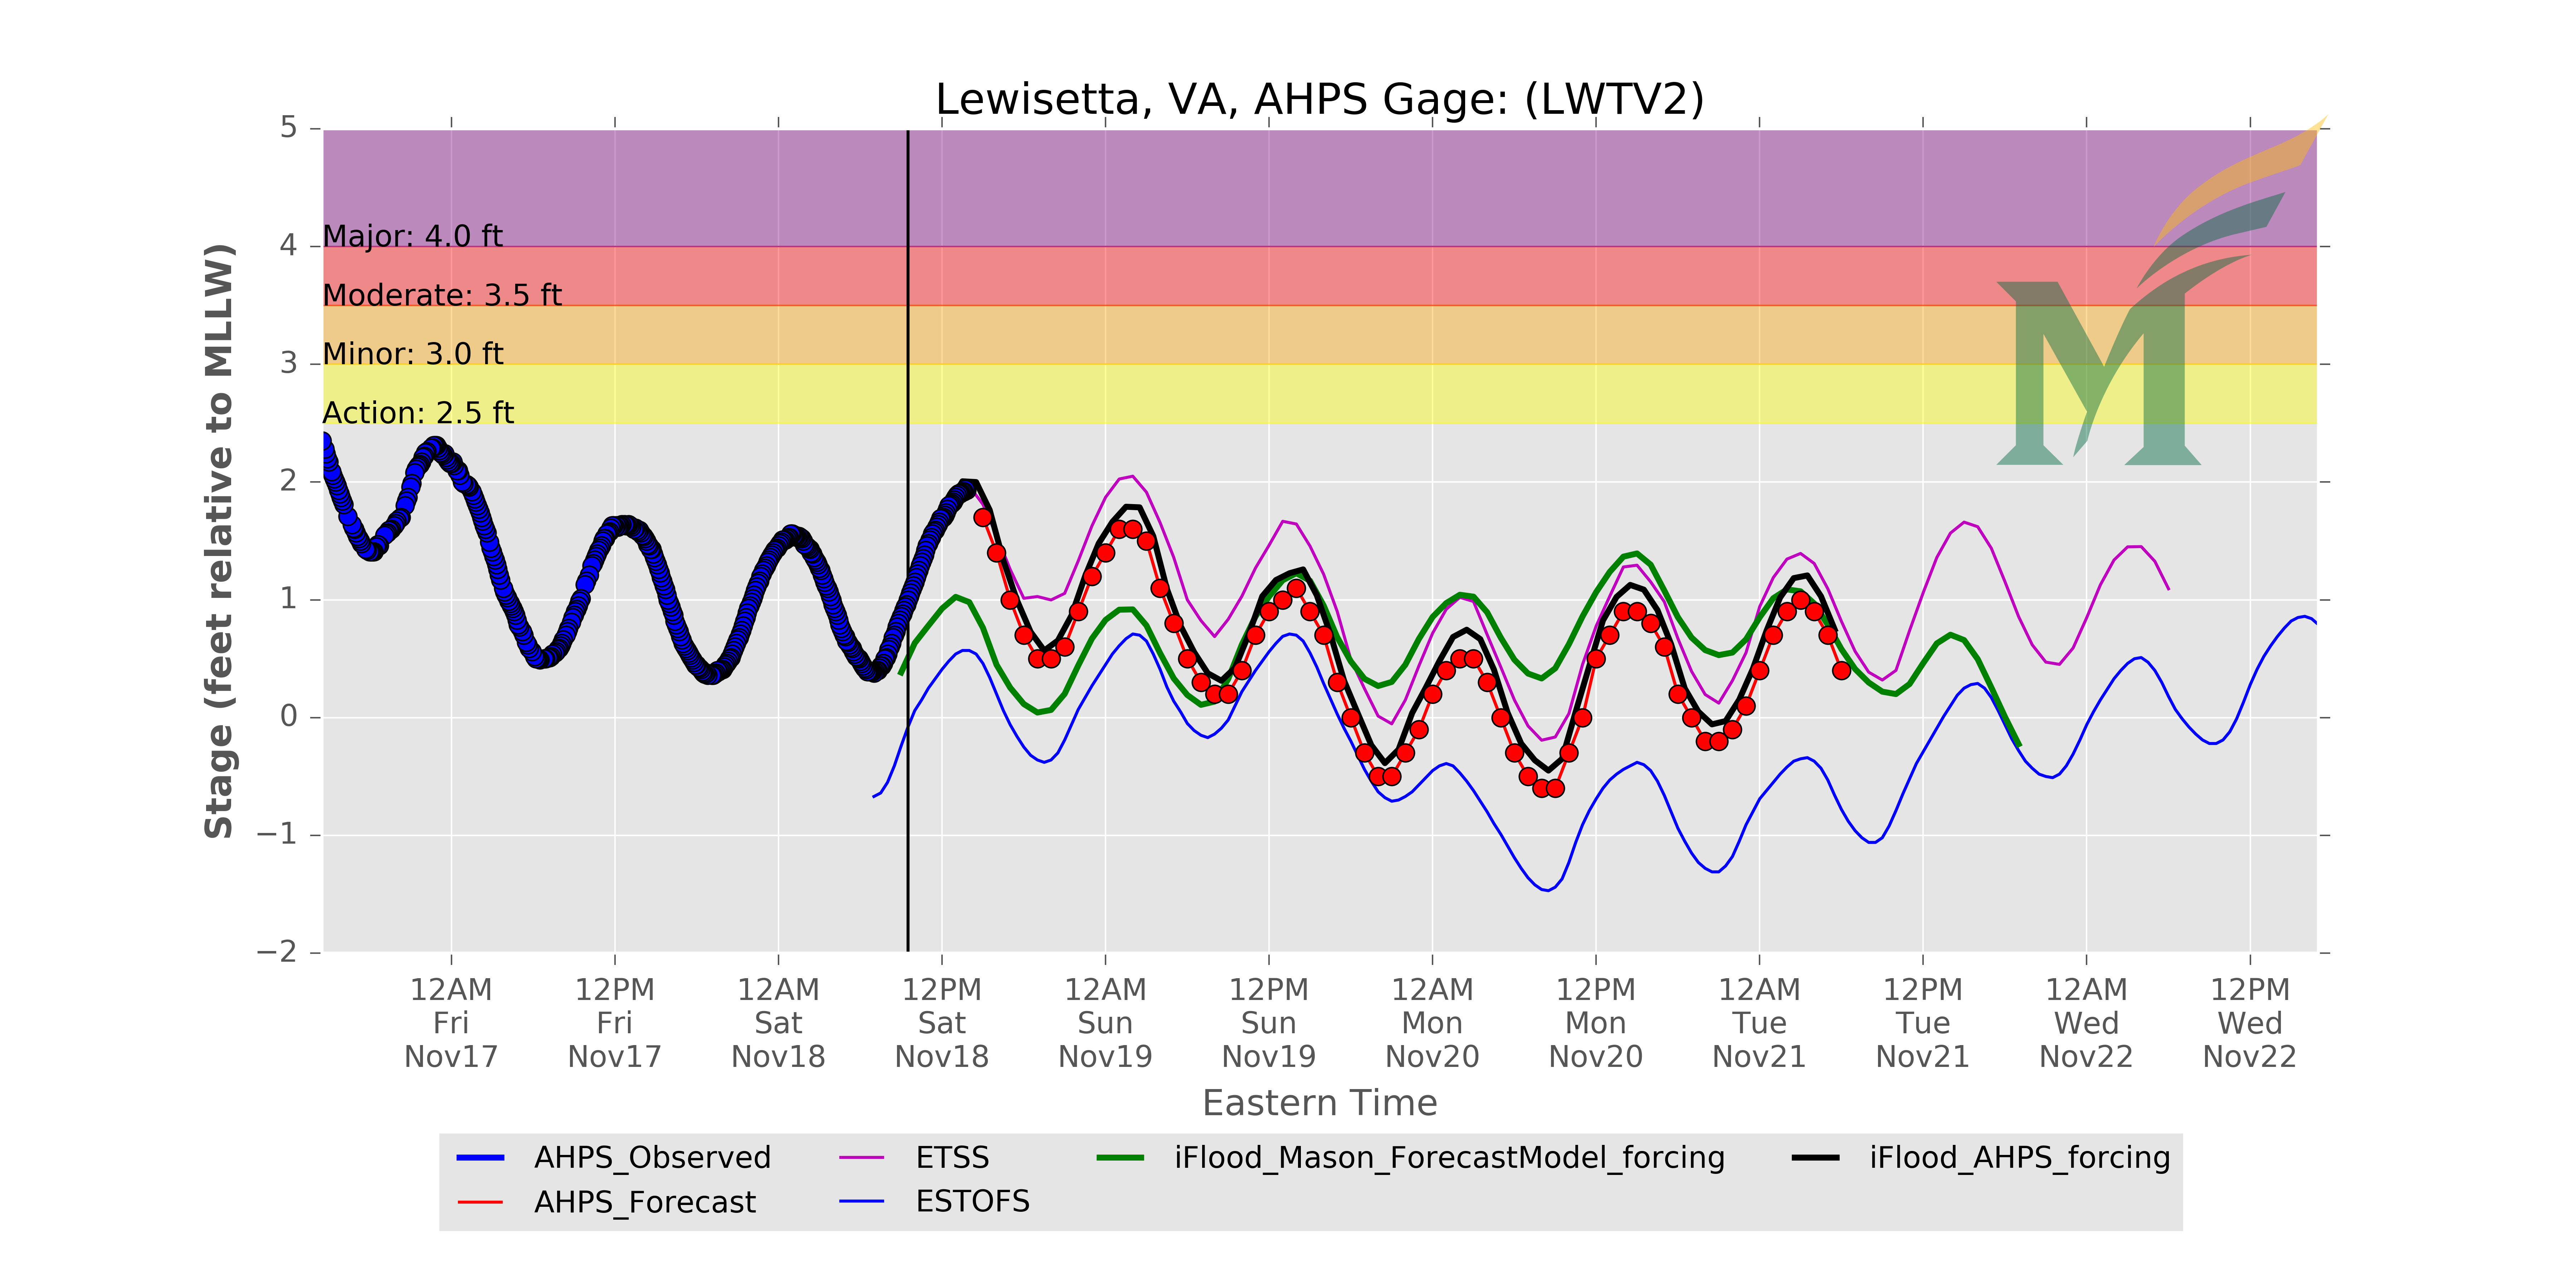 Lewisetta, VA, AHPS Gage: (LWTV2)
5
4
3
2
1
0
−1
−2
Stage (feet relative to MLLW)
Major: 4.0 ft
Moderate: 3.5 ft
Minor: 3.0 ft
Action: 2.5 ft
12AM 12PM 12AM 12PM 12AM 12PM 12AM 12PM 12AM 12PM 12AM 12PM
Fri Fri Sat Sat Sun Sun Mon Mon Tue Tue Wed Wed
Nov17 Nov17 Nov18 Nov18 Nov19 Nov19 Nov20 Nov20 Nov21 Nov21 Nov22 Nov22
Eastern Time
AHPS_Observed ETSS iFlood_Mason_ForecastModel_forcing iFlood_AHPS_forcing
AHPS_Forecast ESTOFS
M